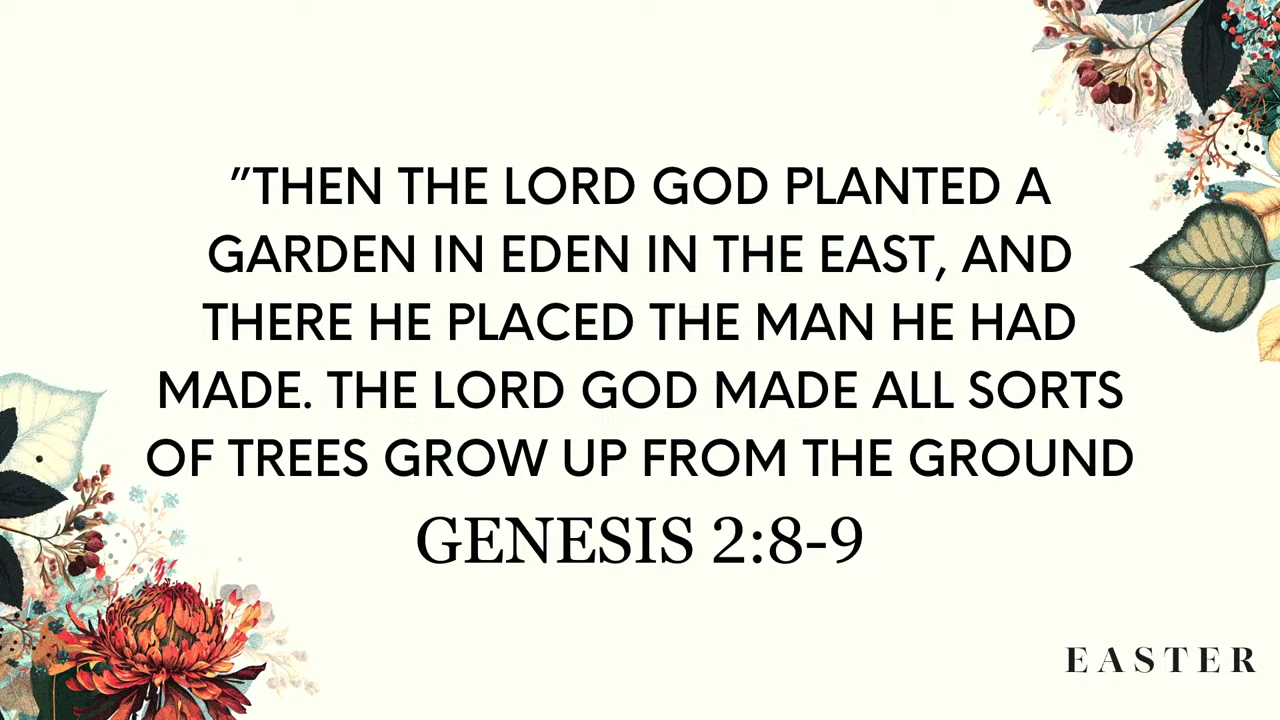 "THEN THE LORD GOD PLANTED A
GARDEN IN EDEN IN THE EAST, AND
THERE HE PLACED THE MAN HE HAD
MADE. THE LORD GOD MADE ALL SORTS
OF TREES GROW UP FROM THE GROUND
GENESIS 2:8-9
EASTER